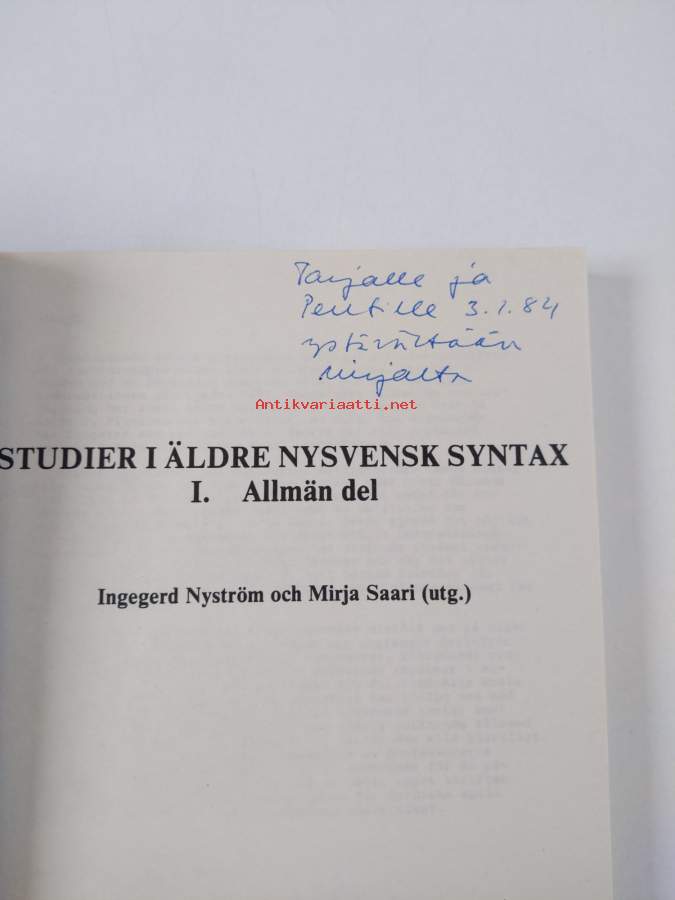 Tarjalle ja
Pentille 3.1.84
ystävältään
Mirjalta
Antikvariaatti.net
STUDIER I ÄLDRE NYSVENSK SYNTAX
I. Allmän del
Ingegerd Nyström och Mirja Saari (utg.)